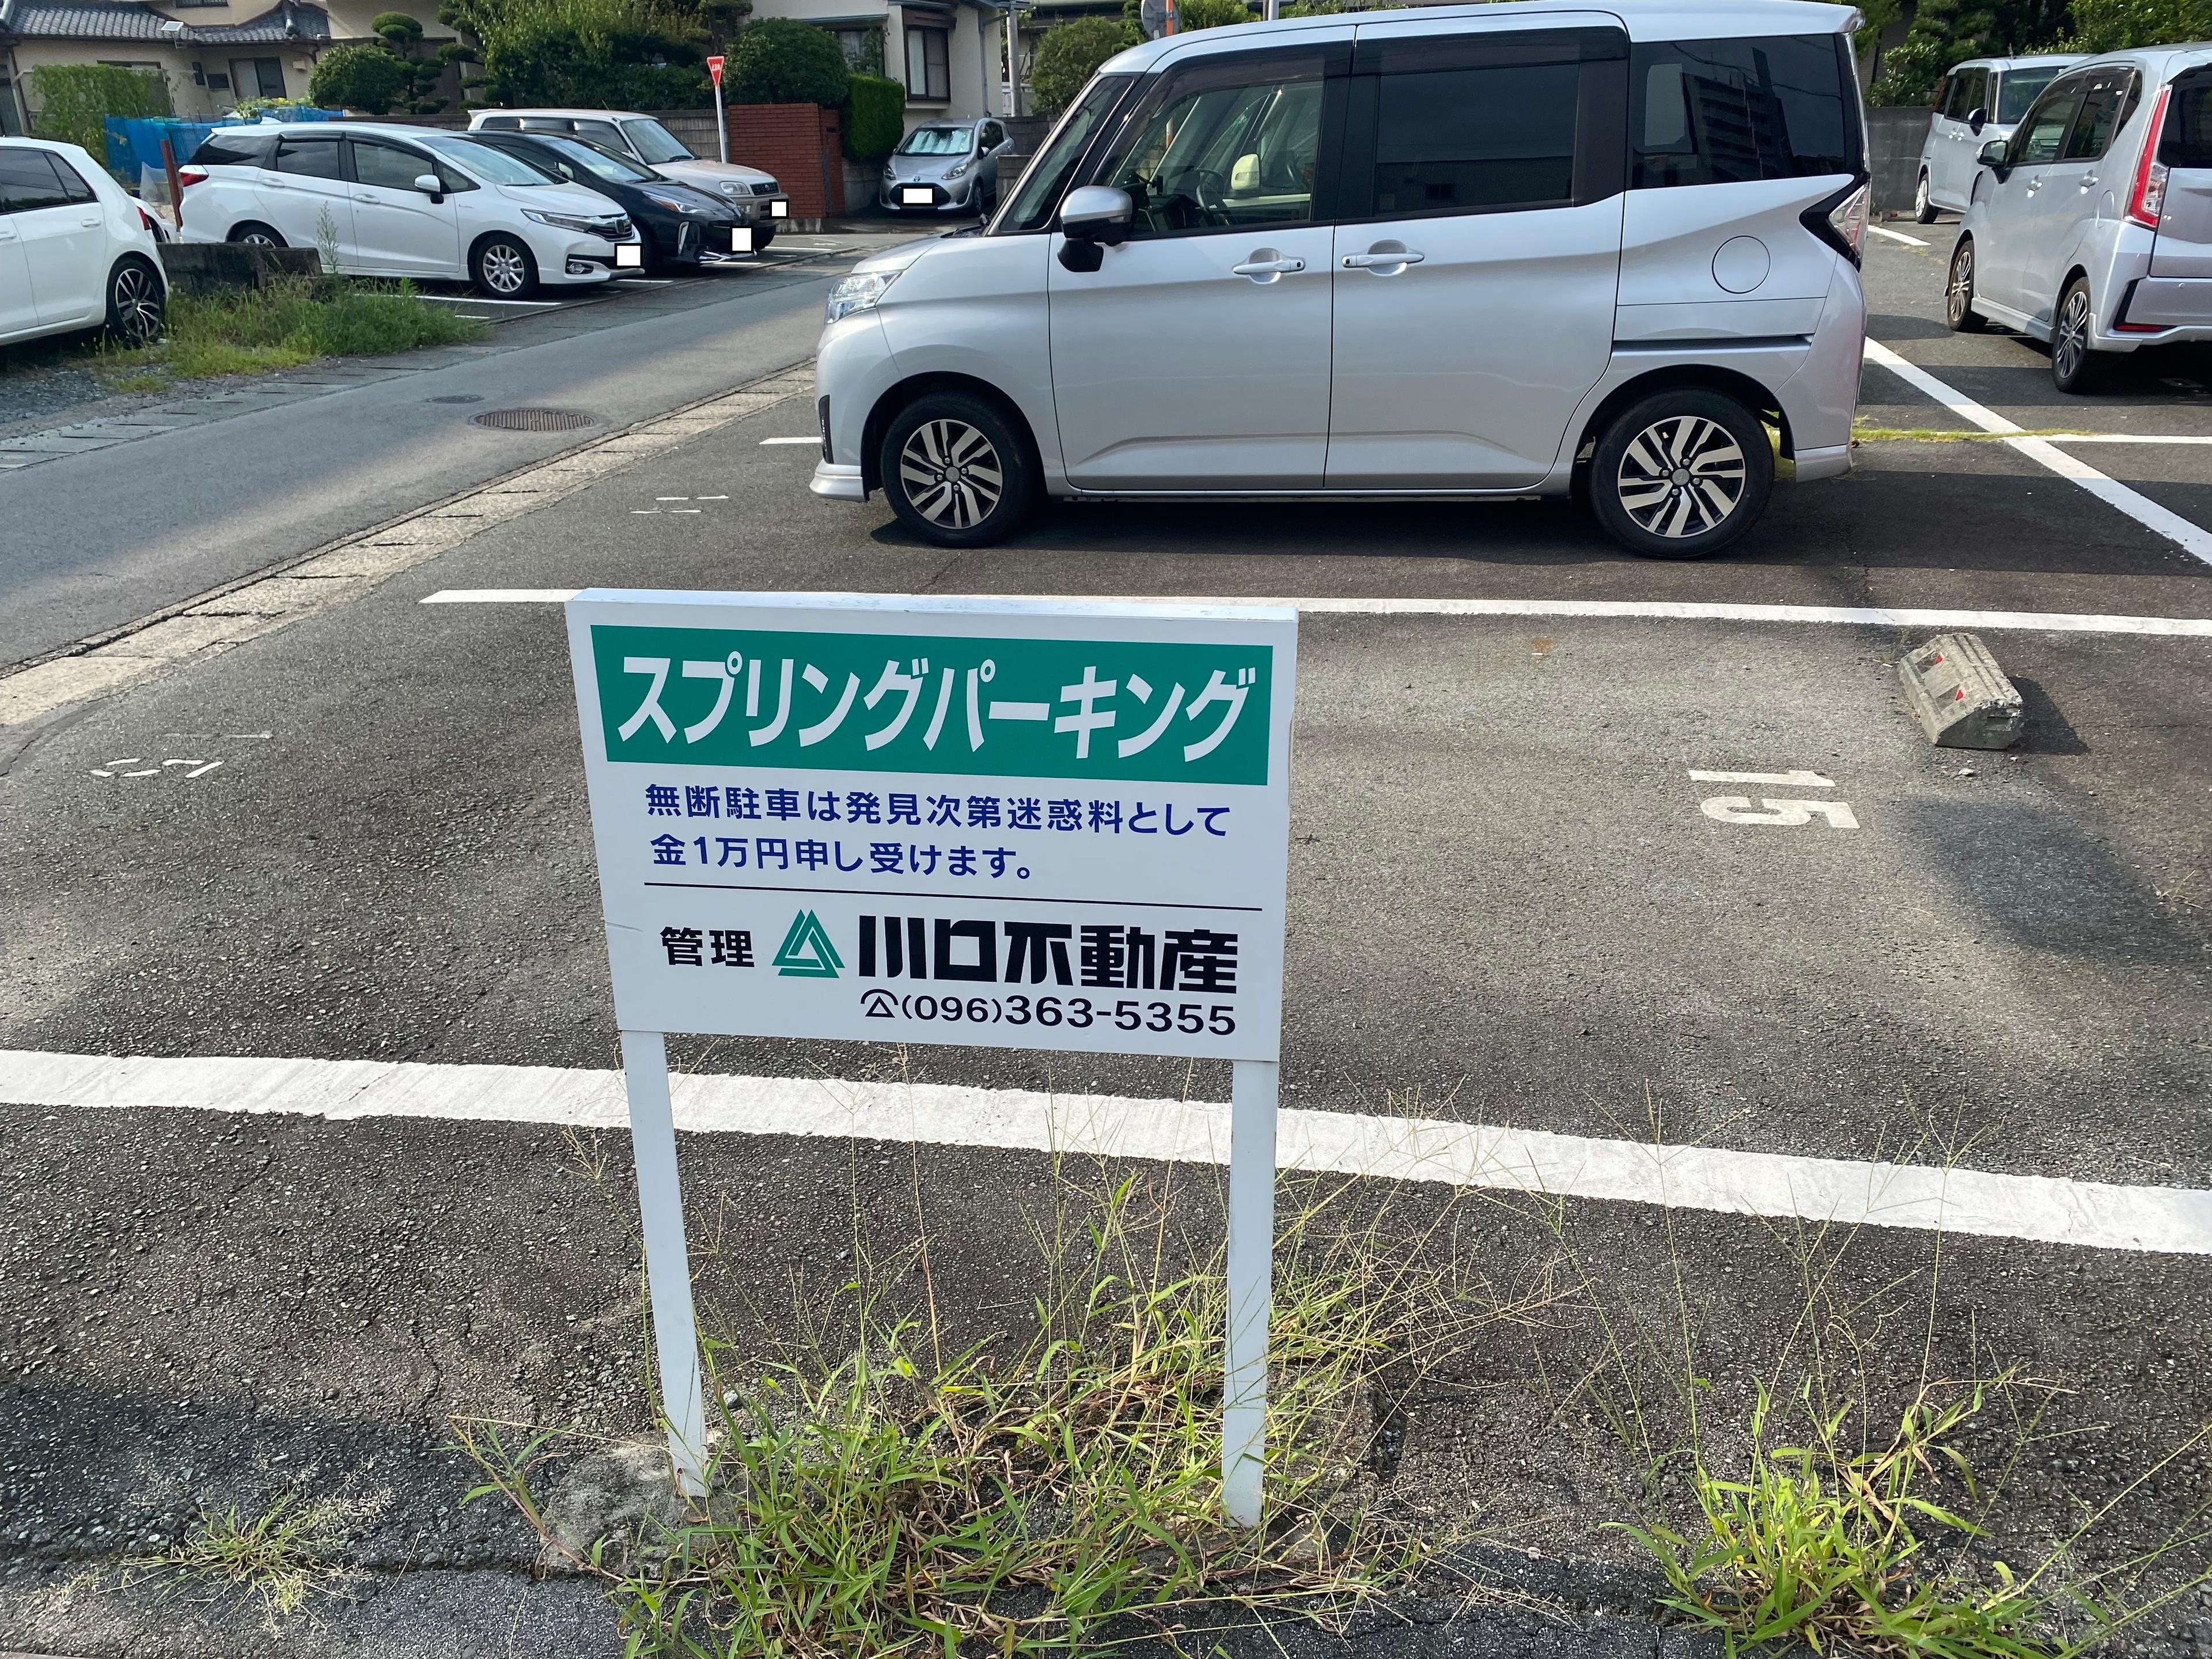 スプリングパーキング
無断駐車は発見次第迷惑料として
金1万円申し受けます。
管理 川口不動産
☎(096)363-5355
15